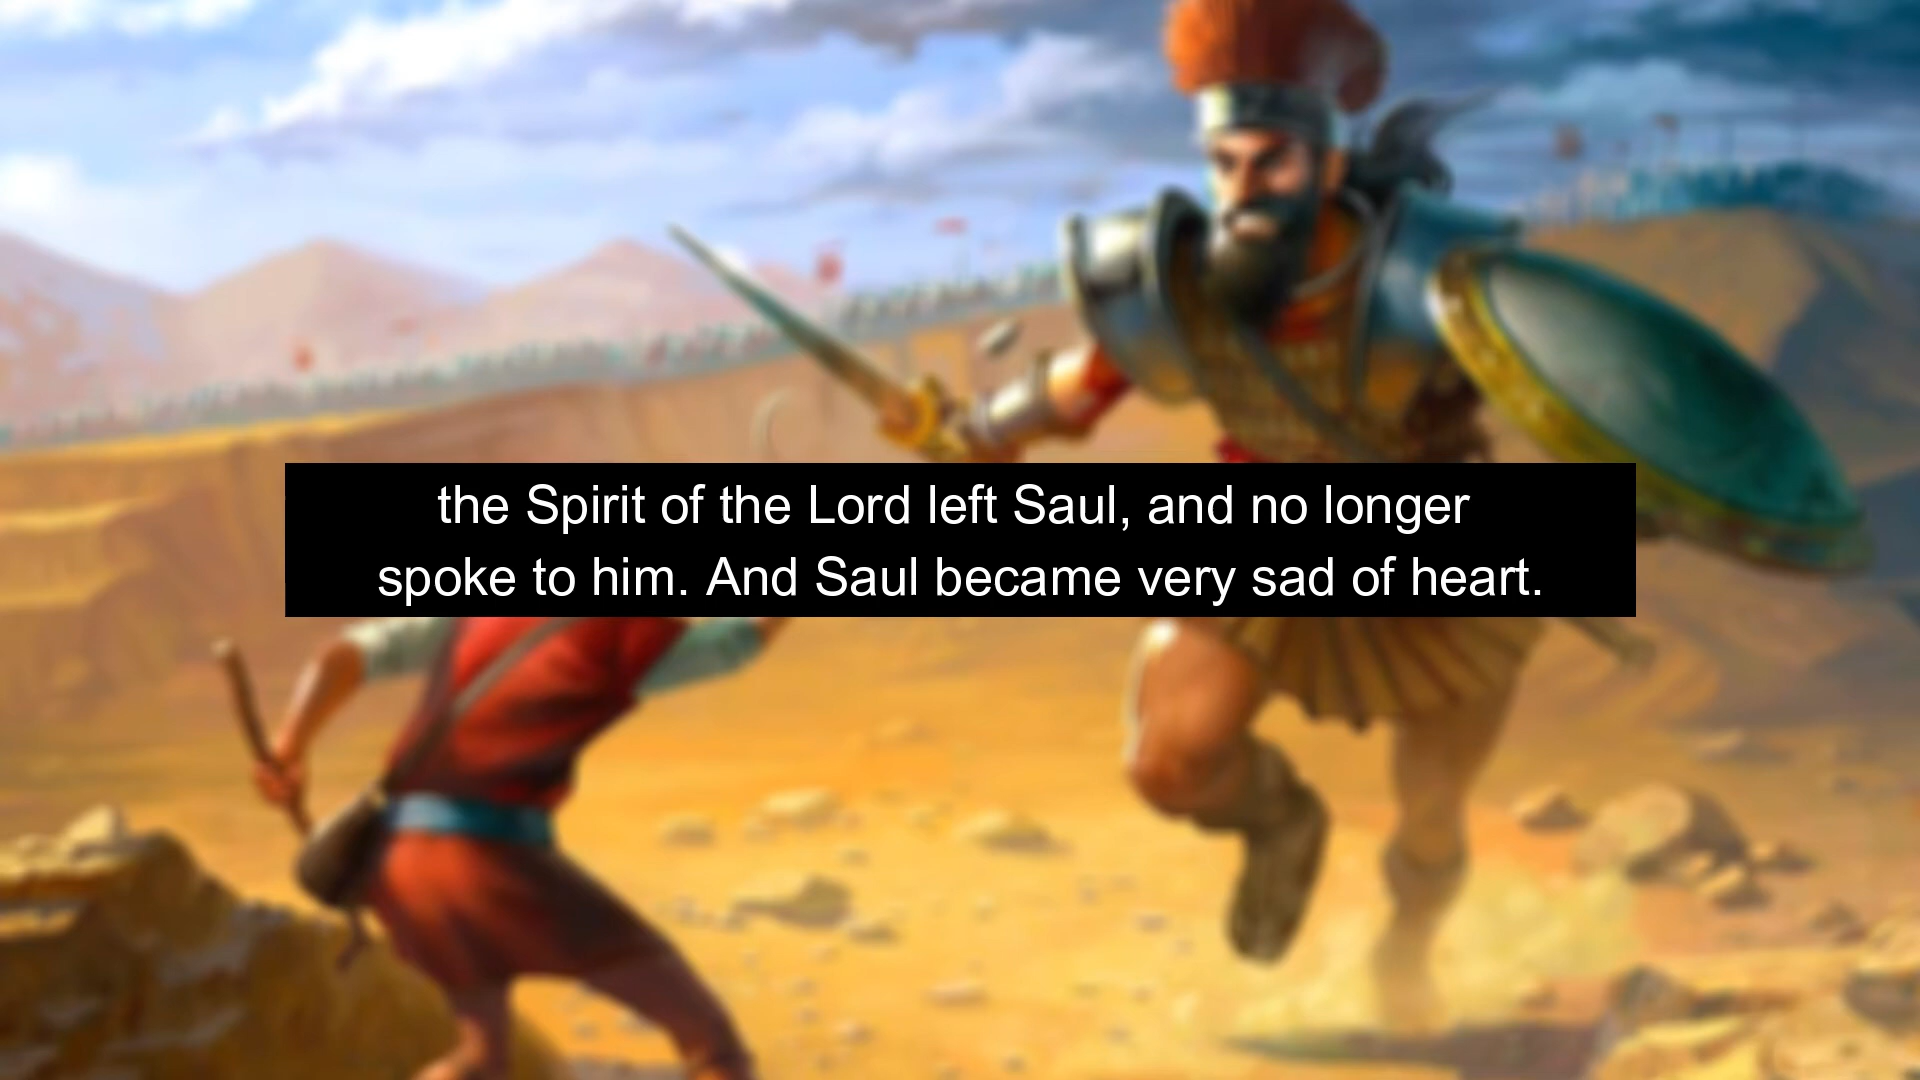 the Spirit of the Lord left Saul, and no longer
spoke to him. And Saul became very sad of heart.